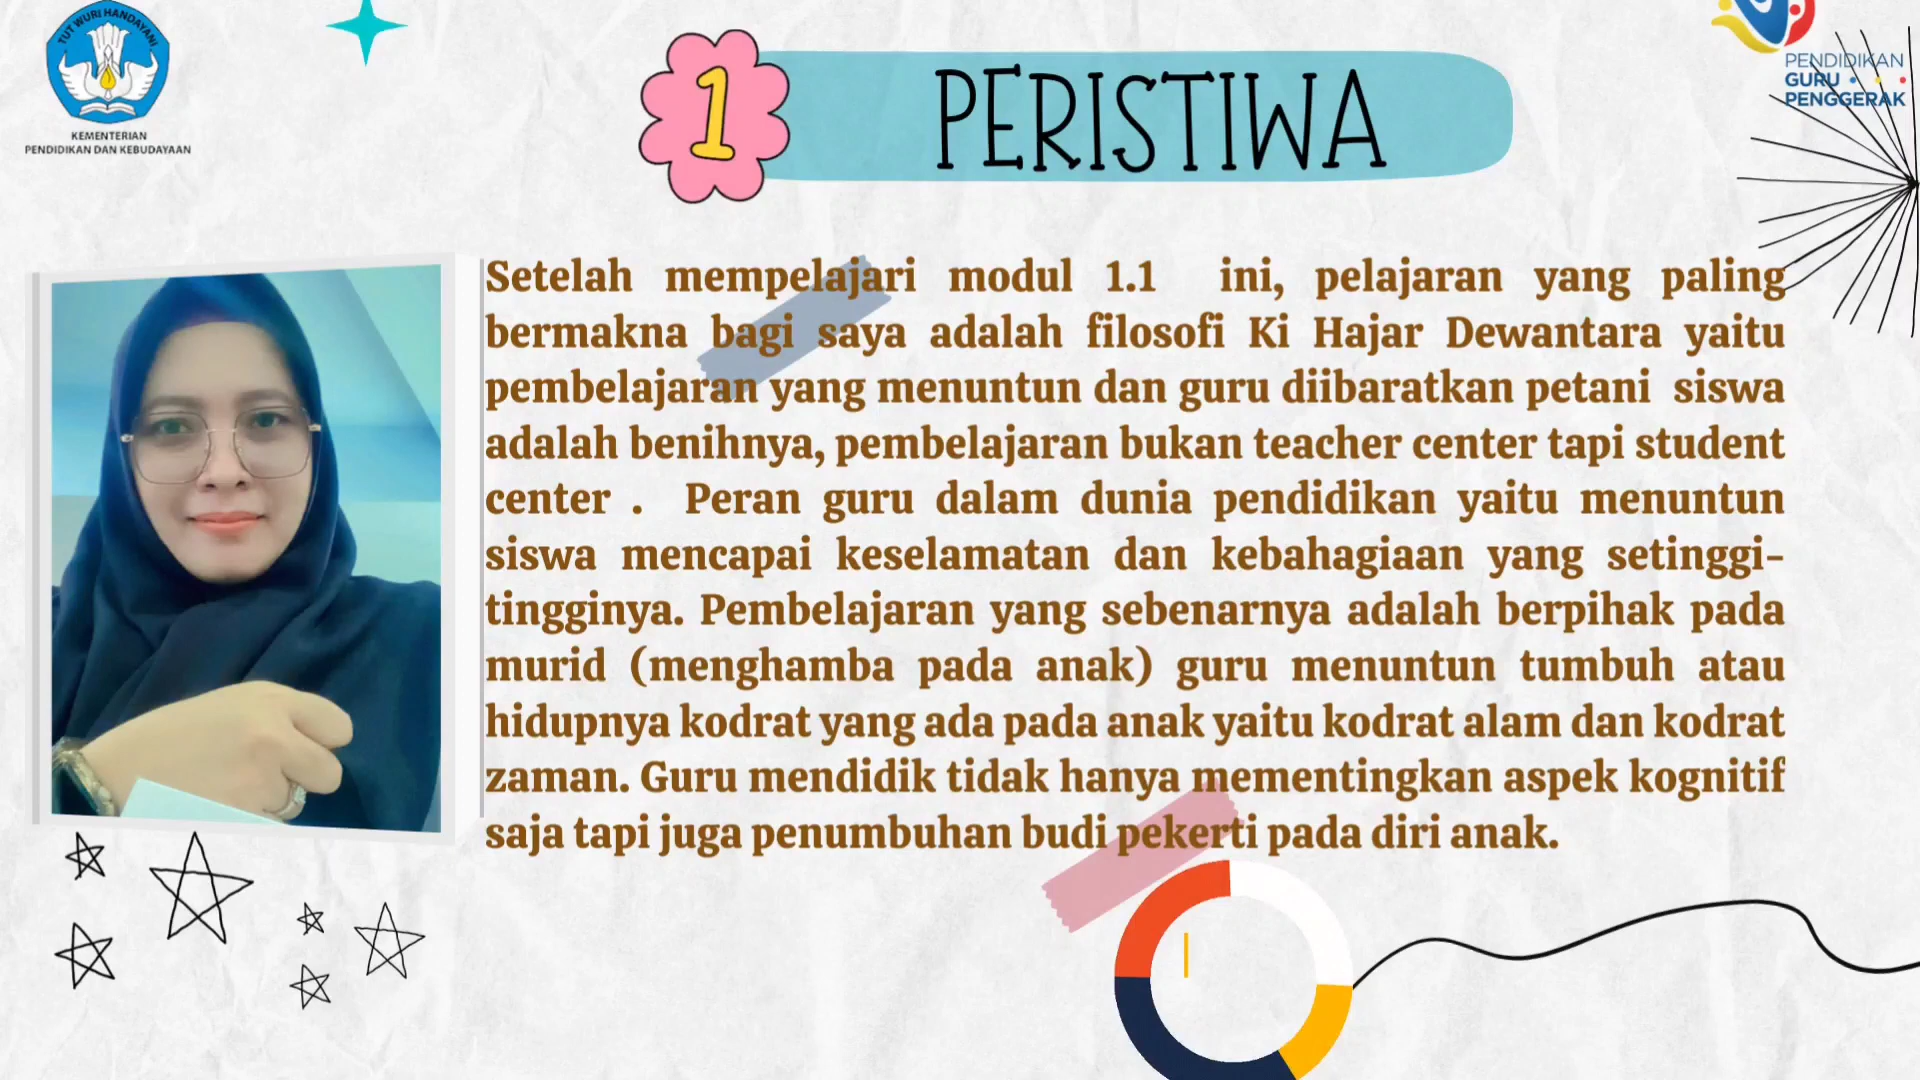 TUT WURI HANDAYANI
KEMENTERIAN
PENDIDIKAN DAN KEBUDAYAAN
1
PERISTIWA
PENDIDIKAN
GURU
PENGGERAK
Setelah mempelajari modul 1.1 ini, pelajaran yang paling
bermakna bagi saya adalah filosofi Ki Hajar Dewantara yaitu
pembelajaran yang menuntun dan guru diibaratkan petani siswa
adalah benihnya, pembelajaran bukan teacher center tapi student
center . Peran guru dalam dunia pendidikan yaitu menuntun
siswa mencapai keselamatan dan kebahagiaan yang setinggi-
tingginya. Pembelajaran yang sebenarnya adalah berpihak pada
murid (menghamba pada anak) guru menuntun tumbuh atau
hidupnya kodrat yang ada pada anak yaitu kodrat alam dan kodrat
zaman. Guru mendidik tidak hanya mementingkan aspek kognitif
saja tapi juga penumbuhan budi pekerti pada diri anak.